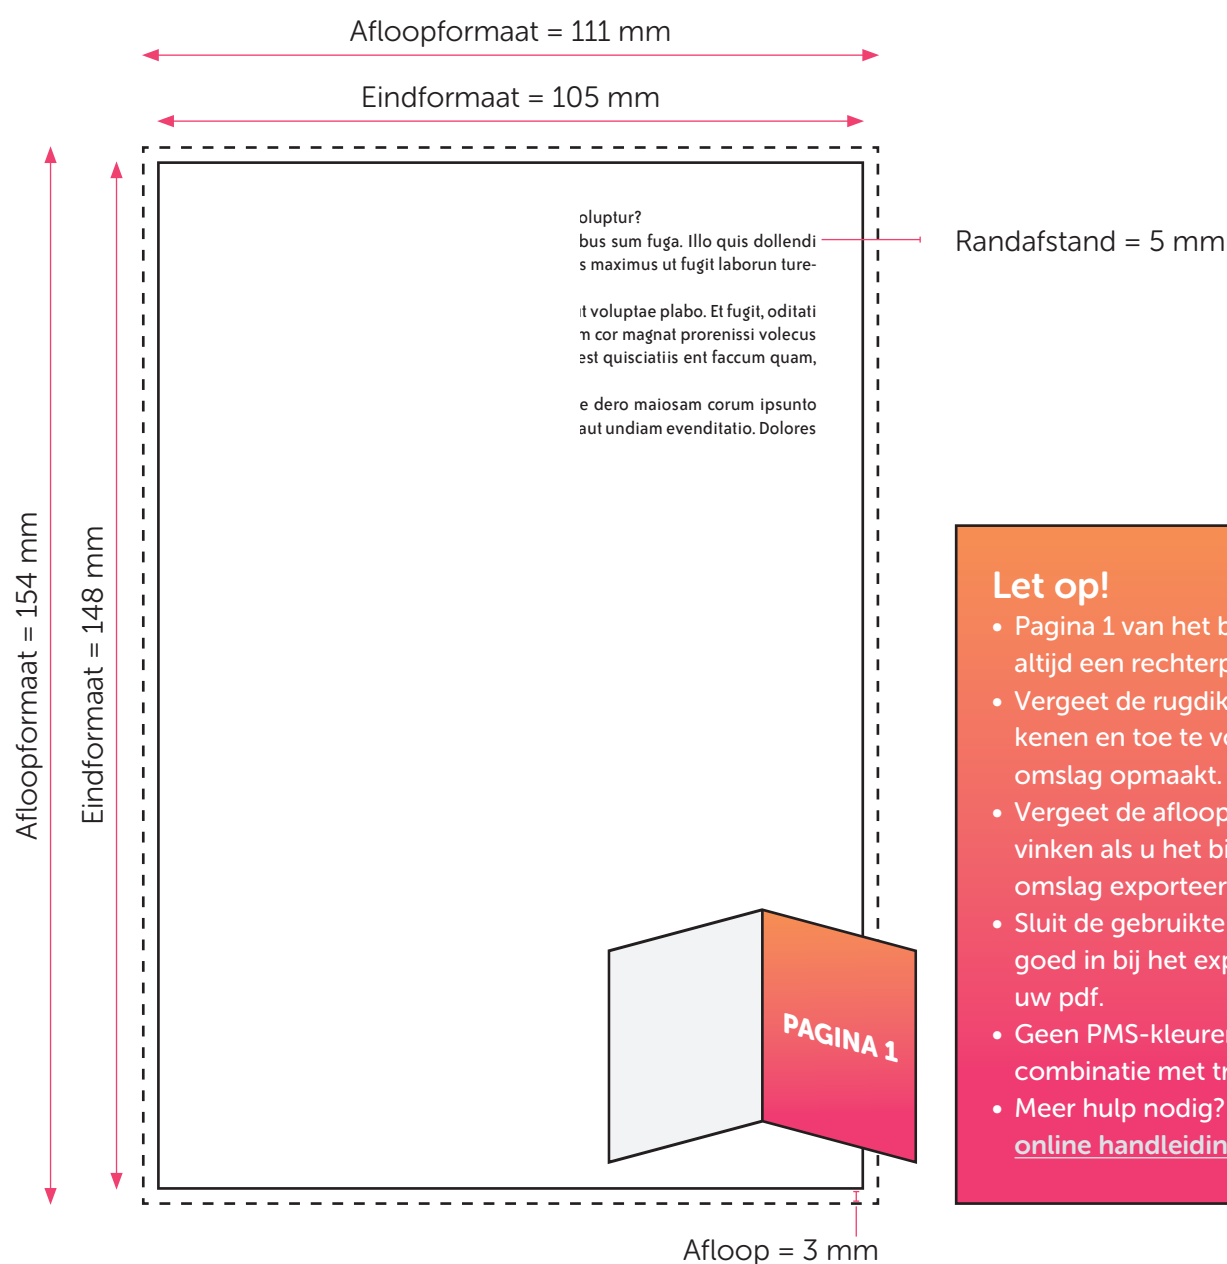 Afloopformaat = 111 mm
Eindformaat = 105 mm
Afloopformaat = 154 mm
Eindformaat = 148 mm
oluptur?
bus sum fuga. Illo quis dollendi
s maximus ut fugit laborun ture-
t voluptae plabo. Et fugit, oditati
m cor magnat prorenissi volecus
est quisciatiis ent faccum quam,
e dero maiosam corum ipsunto
aut undiam evenditatio. Dolores
Randafstand = 5 mm
Let op!
• Pagina 1 van het b
altijd een rechterp
• Vergeet de rugdik
kenen en toe te vo
omslag opmaakt.
• Vergeet de afloop
vinken als u het bi
omslag exporteer
• Sluit de gebruikte
goed in bij het exp
uw pdf.
• Geen PMS-kleuren
combinatie met tr
• Meer hulp nodig?
online handleidin
PAGINA 1
Afloop = 3 mm